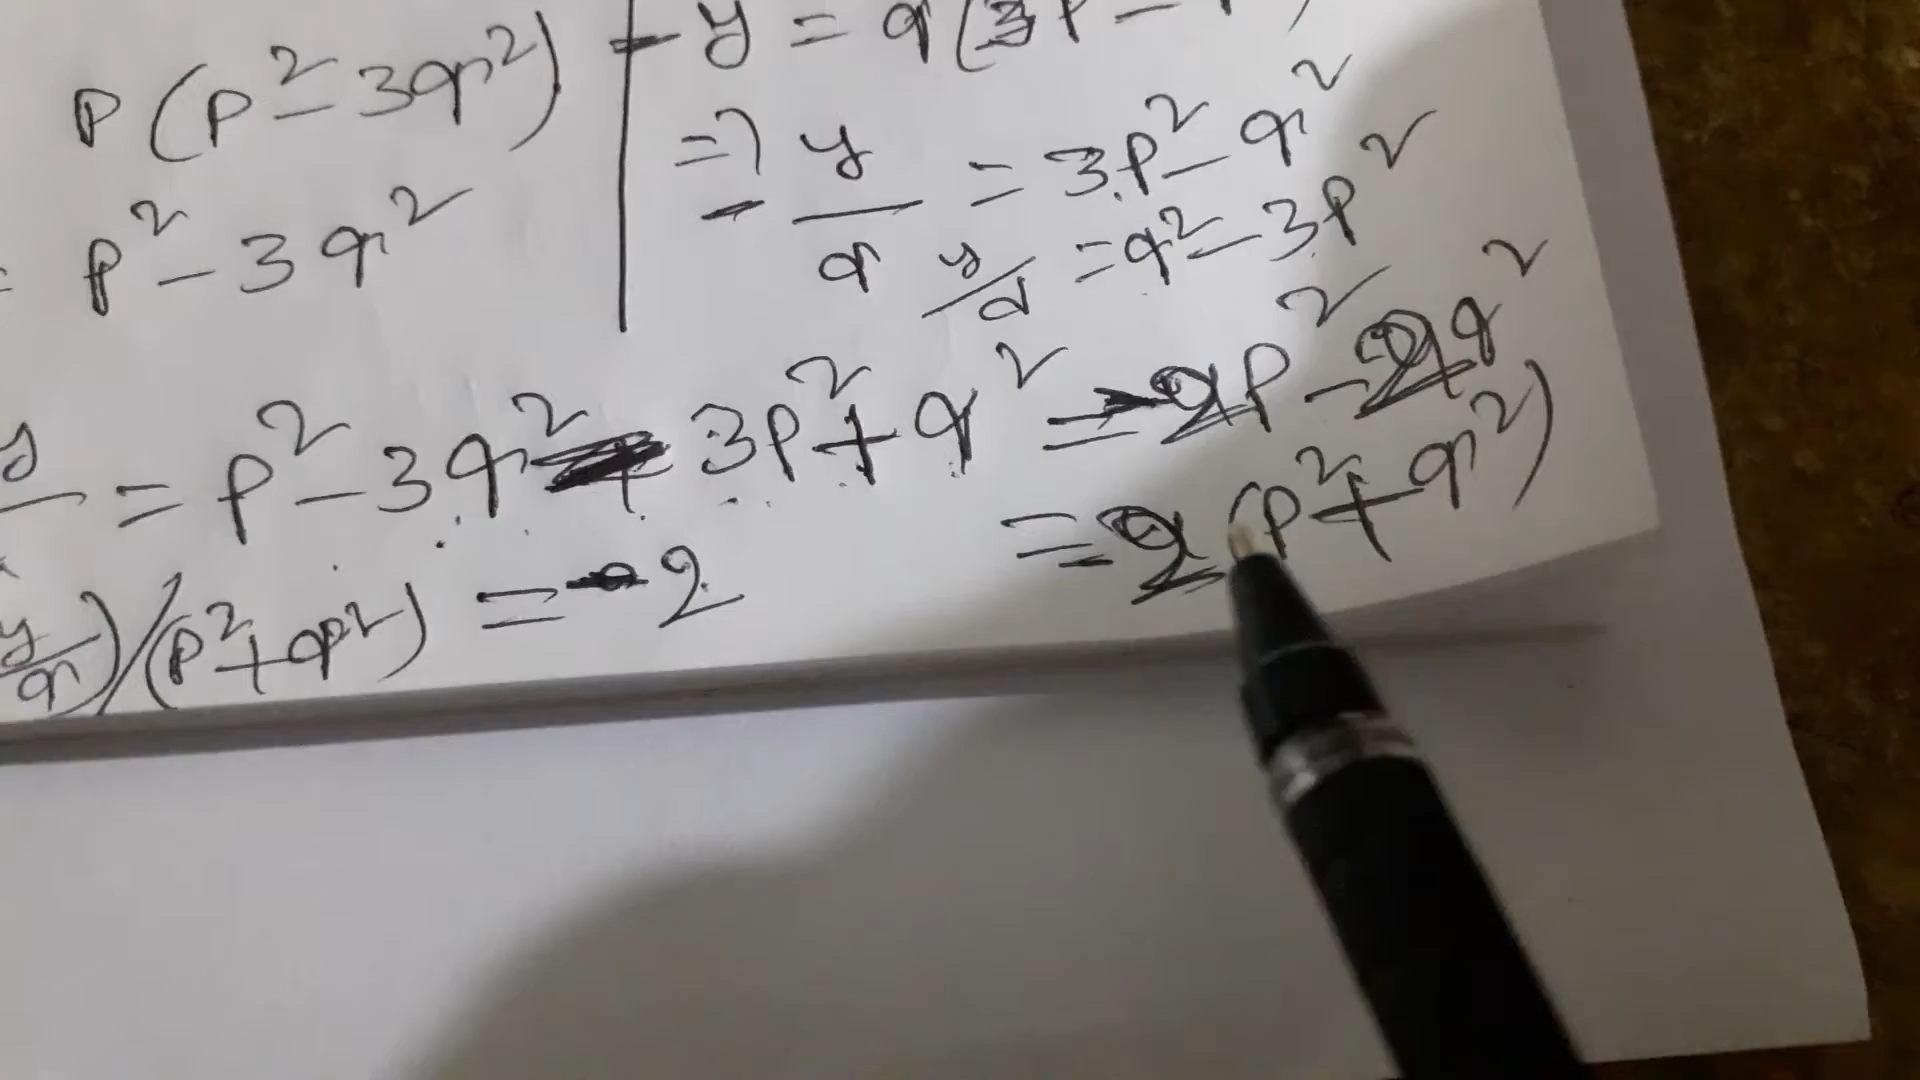 P(P²-3q²)
- y = q(3P -
= P²-3q²
=> y/q = 3P²-q²
- y/q = q²-3P²
y/ = P²-3q²-3P²+q² = -2P²-2q²
= -2(P²+q²)
y/q)/(P²+q²) = -2